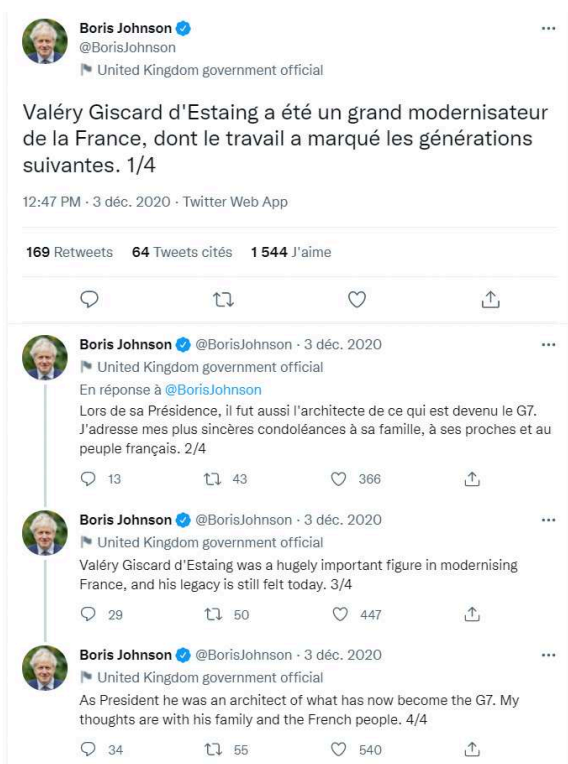 Boris Johnson
@BorisJohnson
United Kingdom government official
Valéry Giscard d'Estaing a été un grand modernisateur
de la France, dont le travail a marqué les générations
suivantes. 1/4
12:47 PM · 3 déc. 2020 · Twitter Web App
169 Retweets 64 Tweets cités 1 544 J'aime
Boris Johnson @BorisJohnson · 3 déc. 2020
United Kingdom government official
En réponse à @BorisJohnson
Lors de sa Présidence, il fut aussi l'architecte de ce qui est devenu le G7.
J'adresse mes plus sincères condoléances à sa famille, à ses proches et au
peuple français. 2/4
13 43 366
Boris Johnson @BorisJohnson · 3 déc. 2020
United Kingdom government official
Valéry Giscard d'Estaing was a hugely important figure in modernising
France, and his legacy is still felt today. 3/4
29 50 447
Boris Johnson @BorisJohnson · 3 déc. 2020
United Kingdom government official
As President he was an architect of what has now become the G7. My
thoughts are with his family and the French people. 4/4
34 55 540